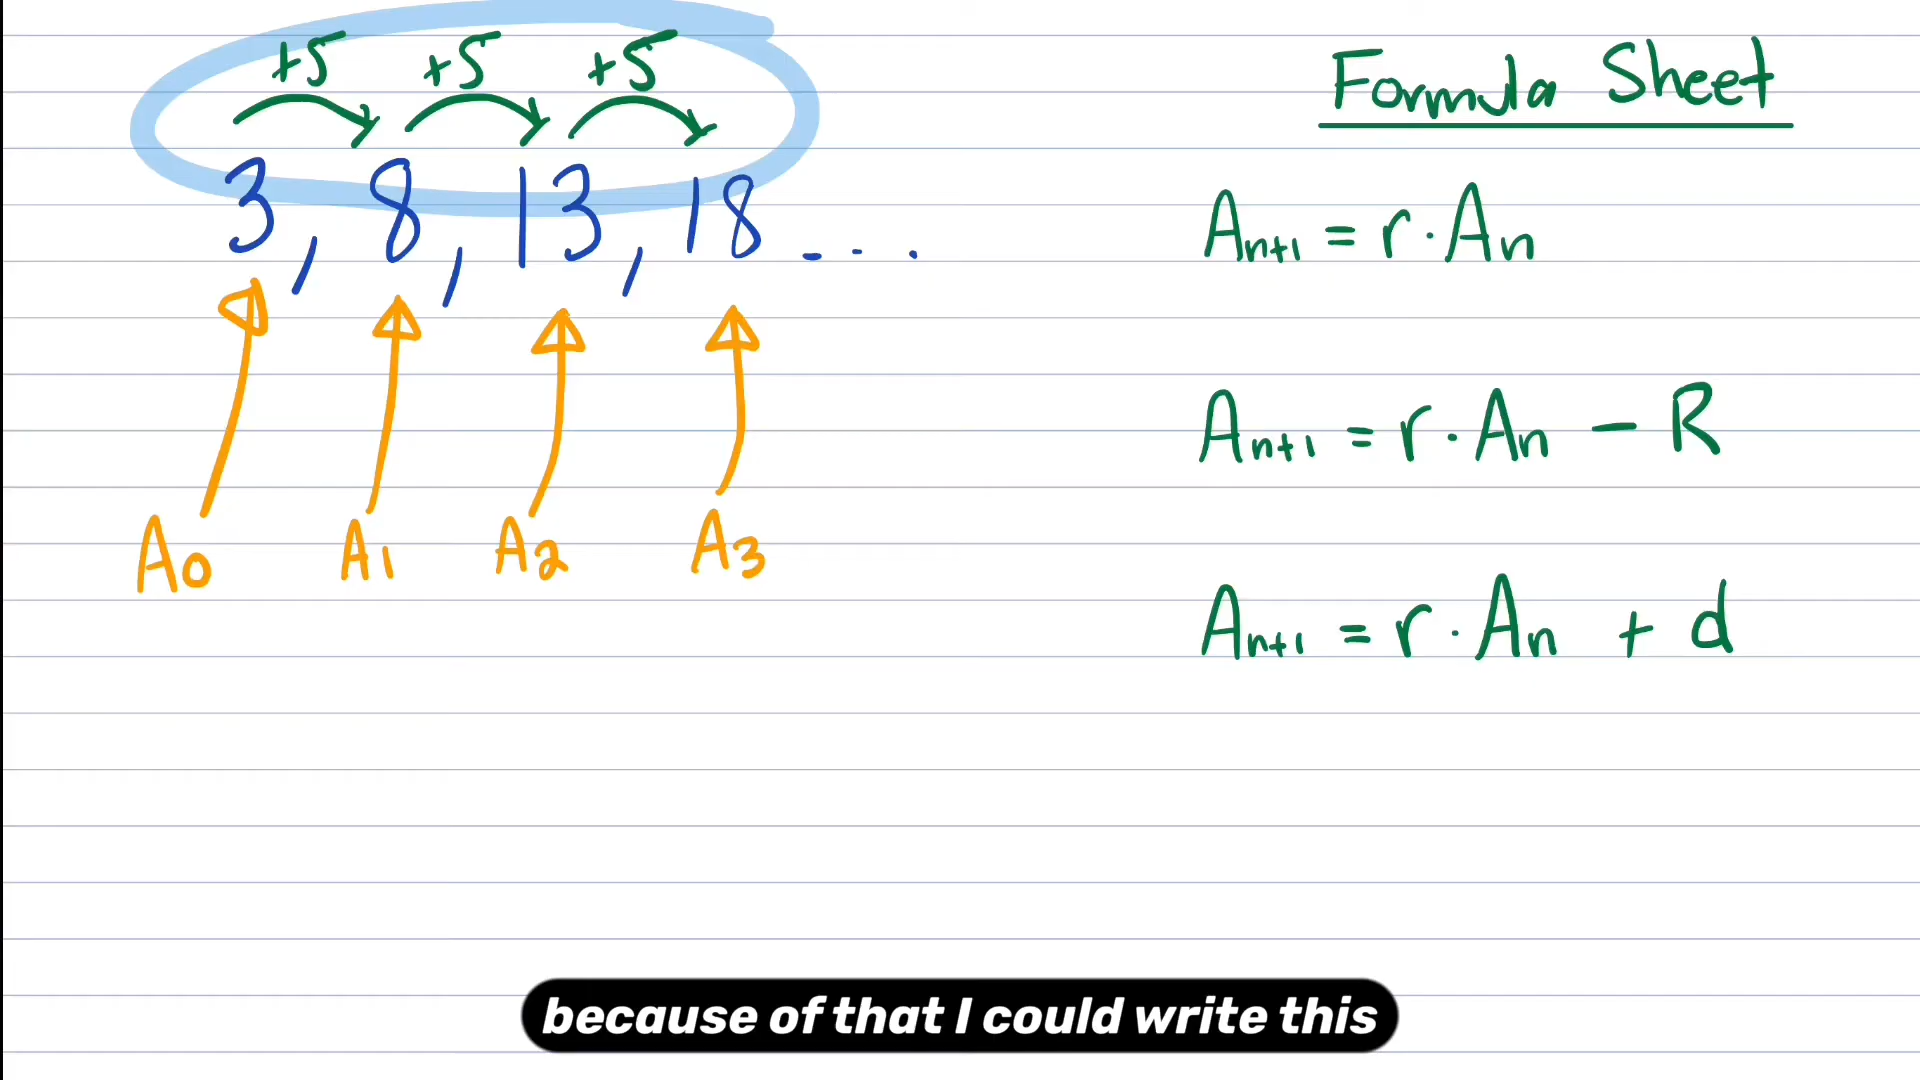 +5 +5 +5
3, 8, 13, 18 ...
A0 A1 A2 A3
Formula Sheet
An+1 = r · An
An+1 = r · An − R
An+1 = r · An + d
because of that I could write this